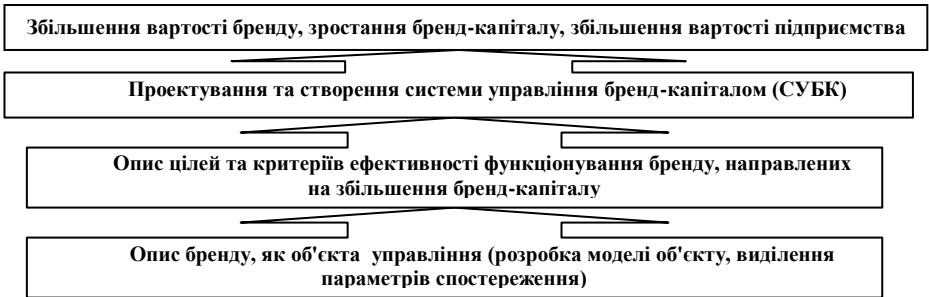 Збільшення вартості бренду, зростання бренд-капіталу, збільшення вартості підприємства
Проектування та створення системи управління бренд-капіталом (СУБК)
Опис цілей та критеріїв ефективності функціонування бренду, направлених
на збільшення бренд-капіталу
Опис бренду, як об'єкта управління (розробка моделі об'єкту, виділення
параметрів спостереження)